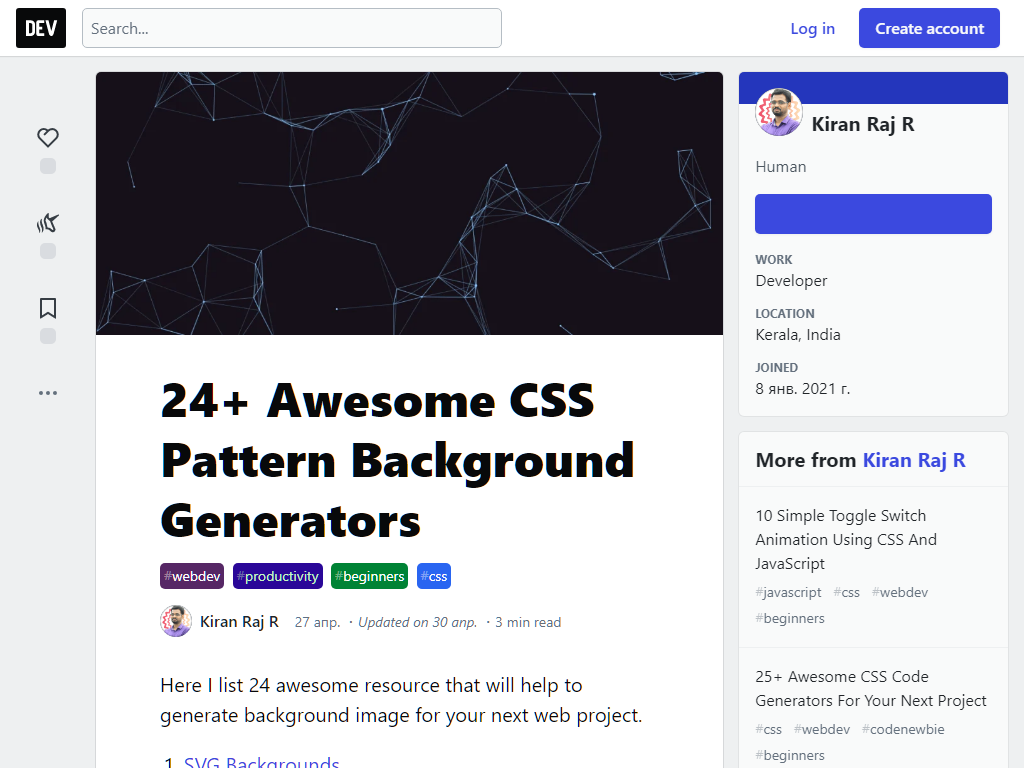 DEV
Search...
Log in
Create account
24+ Awesome CSS
Pattern Background
Generators
#webdev #productivity #beginners #css
Kiran Raj R 27 апр. · Updated on 30 апр. · 3 min read
Here I list 24 awesome resource that will help to
generate background image for your next web project.
1. SVG Backgrounds
Kiran Raj R
Human
WORK
Developer
LOCATION
Kerala, India
JOINED
8 янв. 2021 г.
More from Kiran Raj R
10 Simple Toggle Switch
Animation Using CSS And
JavaScript
#javascript #css #webdev
#beginners
25+ Awesome CSS Code
Generators For Your Next Project
#css #webdev #codenewbie
#beginners